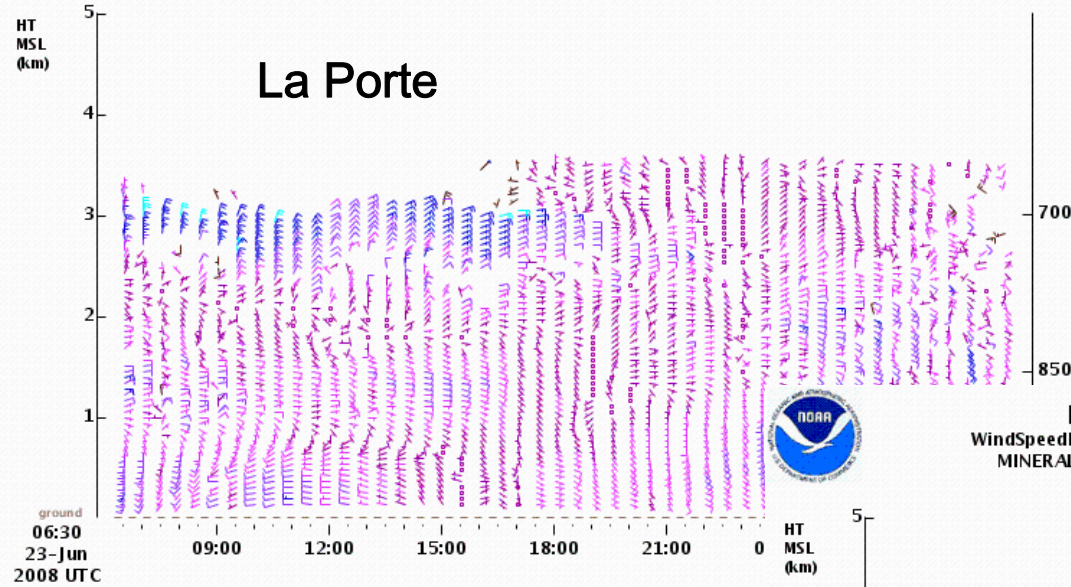 5
HT
MSL
(km)
La Porte
4
3
700
2
850
1
NOAA
WindSpeed
MINERAL
ground
06:30
23-Jun
2008 UTC
09:00
12:00
15:00
18:00
21:00
0
HT
MSL
(km)
5